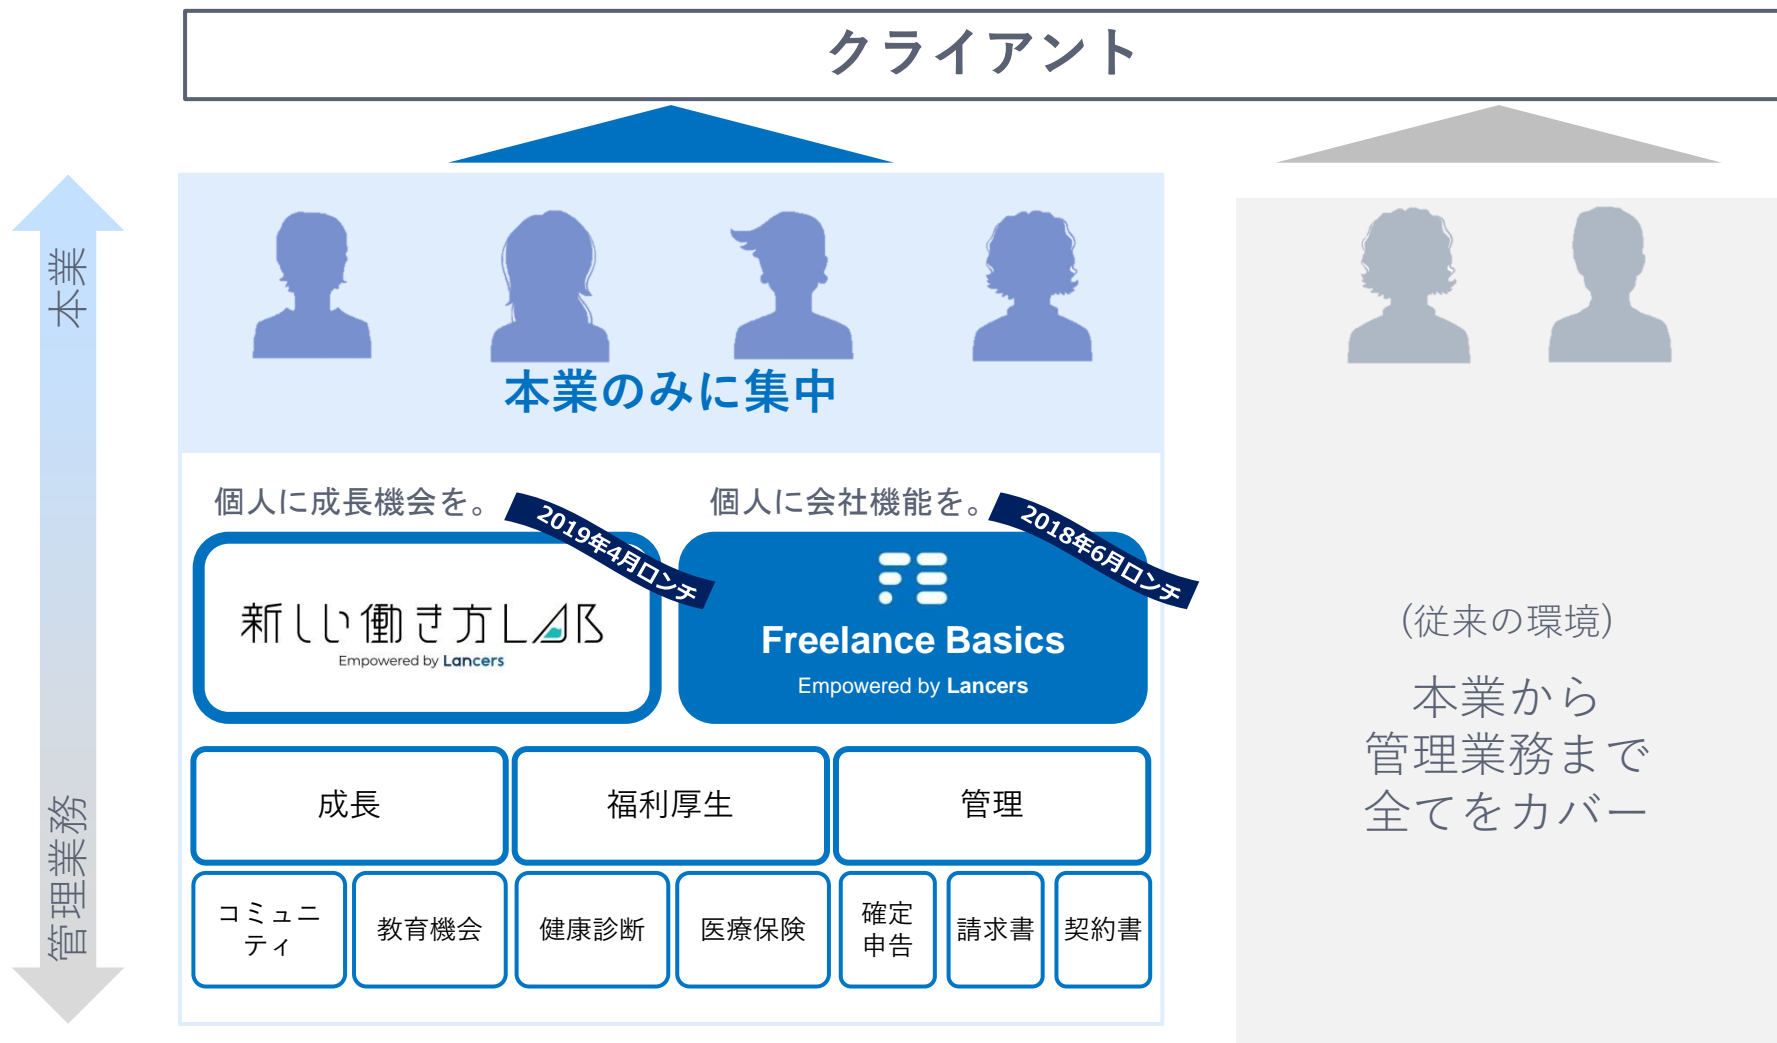 クライアント
本業
管理業務
本業のみに集中
個人に成長機会を。
2019年4月ロンチ
新しい働き方LAB
Empowered by Lancers
個人に会社機能を。
2018年6月ロンチ
Freelance Basics
Empowered by Lancers
成長
福利厚生
管理
コミュニ
ティ
教育機会
健康診断
医療保険
確定
申告
請求書
契約書
(従来の環境)
本業から
管理業務まで
全てをカバー